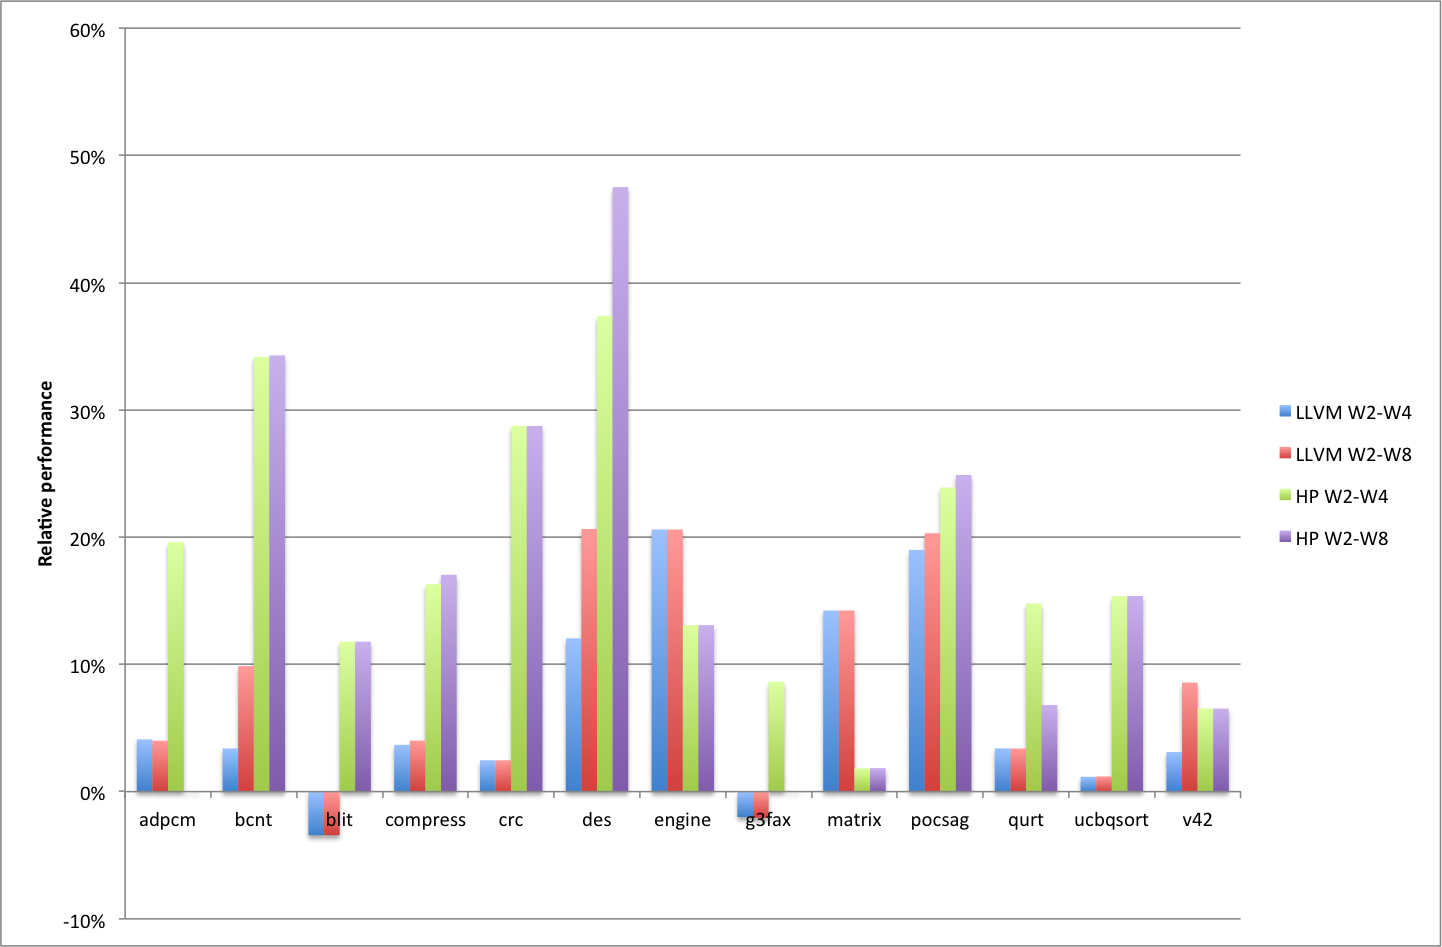 60%
50%
40%
30%
20%
10%
0%
-10%
Relative performance
adpcm bcnt blit compress crc des engine g3fax matrix pocsag qurt ucbqsort v42
LLVM W2-W4
LLVM W2-W8
HP W2-W4
HP W2-W8